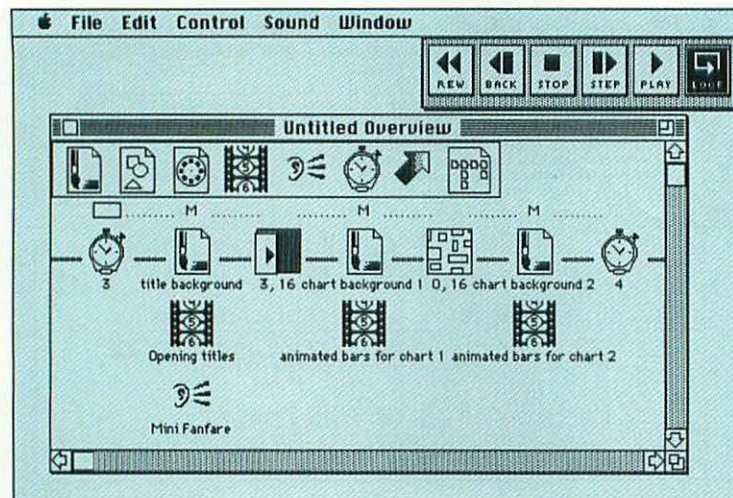 File Edit Control Sound Window
REW BACK STOP STEP PLAY LOOP
Untitled Overview
M M M
3 title background 3, 16 chart background 1 0, 16 chart background 2 4
Opening titles animated bars for chart 1 animated bars for chart 2
Mini Fanfare